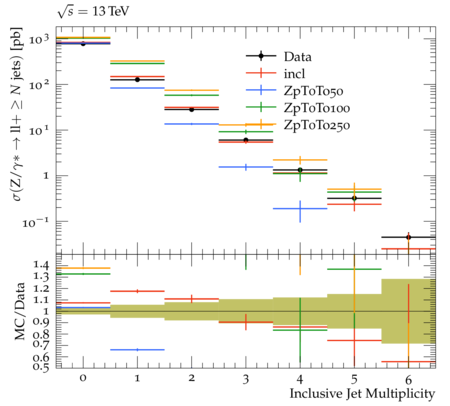 √s = 13 TeV
σ(Z/γ* → ll+ ≥ N jets) [pb]
10³
10²
10¹
1
10⁻¹
Data
incl
ZpToTo50
ZpToTo100
ZpToTo250
MC/Data
1.4
1.3
1.2
1.1
1
0.9
0.8
0.7
0.6
0.5
0 1 2 3 4 5 6
Inclusive Jet Multiplicity